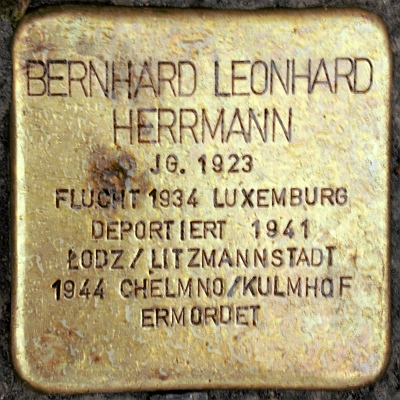 BERNHARD LEONHARD
HERRMANN
JG. 1923
FLUCHT 1934 LUXEMBURG
DEPORTIERT 1941
ŁODZ/LITZMANNSTADT
1944 CHELMNO/KULMHOF
ERMORDET